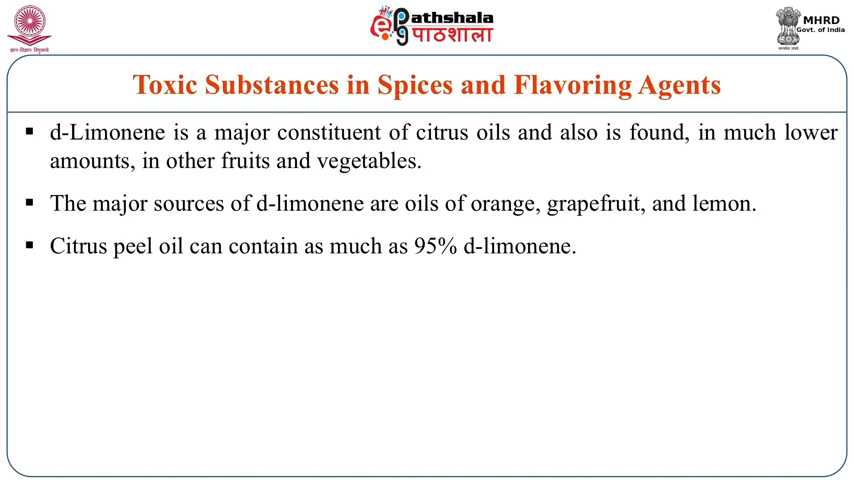 ज्ञान-विज्ञान विमुक्तये
ePathshala
पाठशाला
MHRD
Govt. of India
Toxic Substances in Spices and Flavoring Agents
▪ d-Limonene is a major constituent of citrus oils and also is found, in much lower
amounts, in other fruits and vegetables.
▪ The major sources of d-limonene are oils of orange, grapefruit, and lemon.
▪ Citrus peel oil can contain as much as 95% d-limonene.